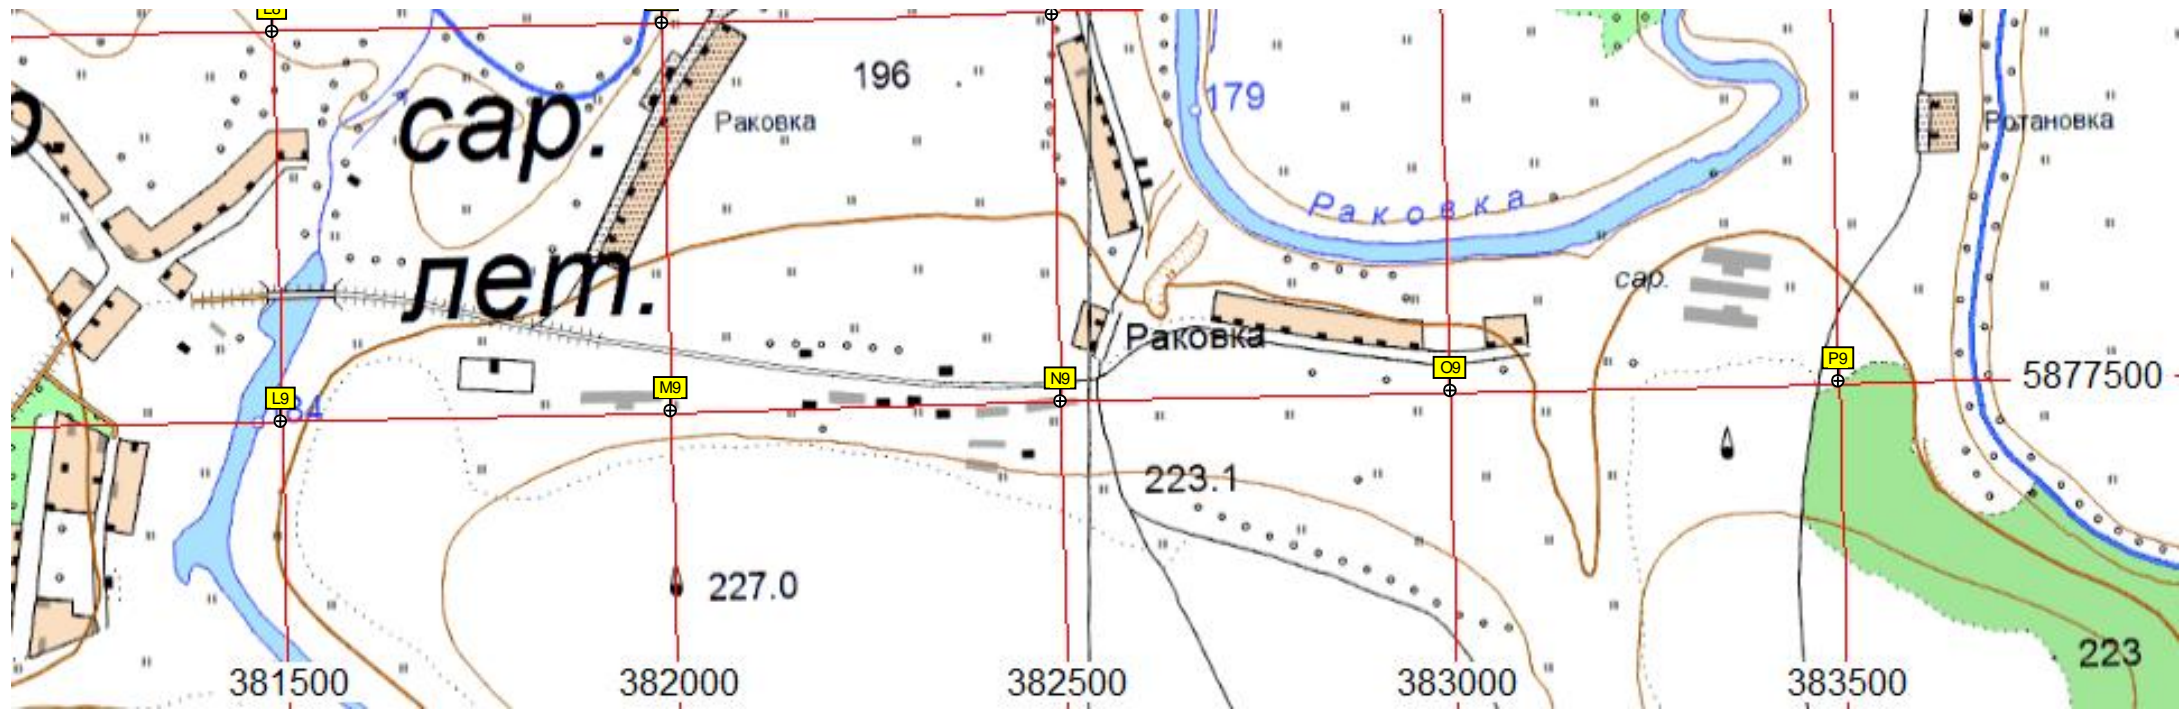 196
179
сар.
Раковка
Ротановка
Раковка
лет.
сар.
Раковка
P9
O9
N9
M9
L9
5877500
223.1
227.0
223
381500
382000
382500
383000
383500